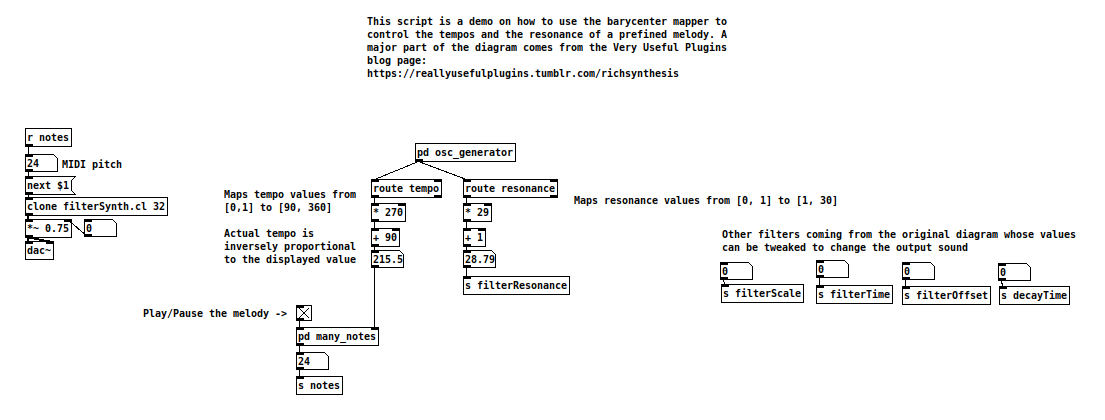 This script is a demo on how to use the barycenter mapper to
control the tempos and the resonance of a prefined melody. A
major part of the diagram comes from the Very Useful Plugins
blog page:
https://reallyusefulplugins.tumblr.com/richsynthesis
r notes
24
MIDI pitch
next $1
clone filterSynth.cl 32
*~ 0.75
0
dac~
pd osc_generator
Maps tempo values from
[0,1] to [90, 360]
Actual tempo is
inversely proportional
to the displayed value
route tempo
* 270
+ 90
215.5
route resonance
* 29
+ 1
28.79
s filterResonance
Maps resonance values from [0, 1] to [1, 30]
Other filters coming from the original diagram whose values
can be tweaked to change the output sound
0
s filterScale
0
s filterTime
0
s filterOffset
0
s decayTime
Play/Pause the melody ->
pd many_notes
24
s notes